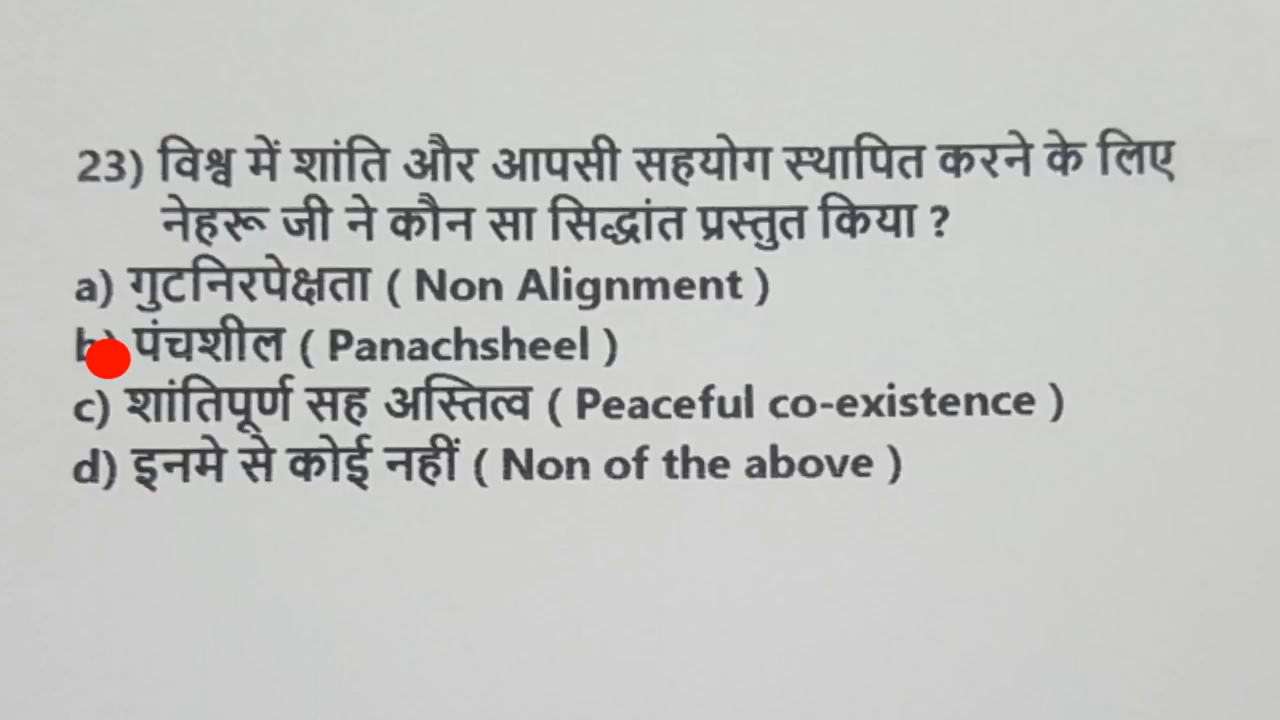 23) विश्व में शांति और आपसी सहयोग स्थापित करने के लिए
नेहरू जी ने कौन सा सिद्धांत प्रस्तुत किया ?
a) गुटनिरपेक्षता ( Non Alignment )
पंचशील ( Panachsheel )
c) शांतिपूर्ण सह अस्तित्व ( Peaceful co-existence )
d) इनमे से कोई नहीं ( Non of the above )